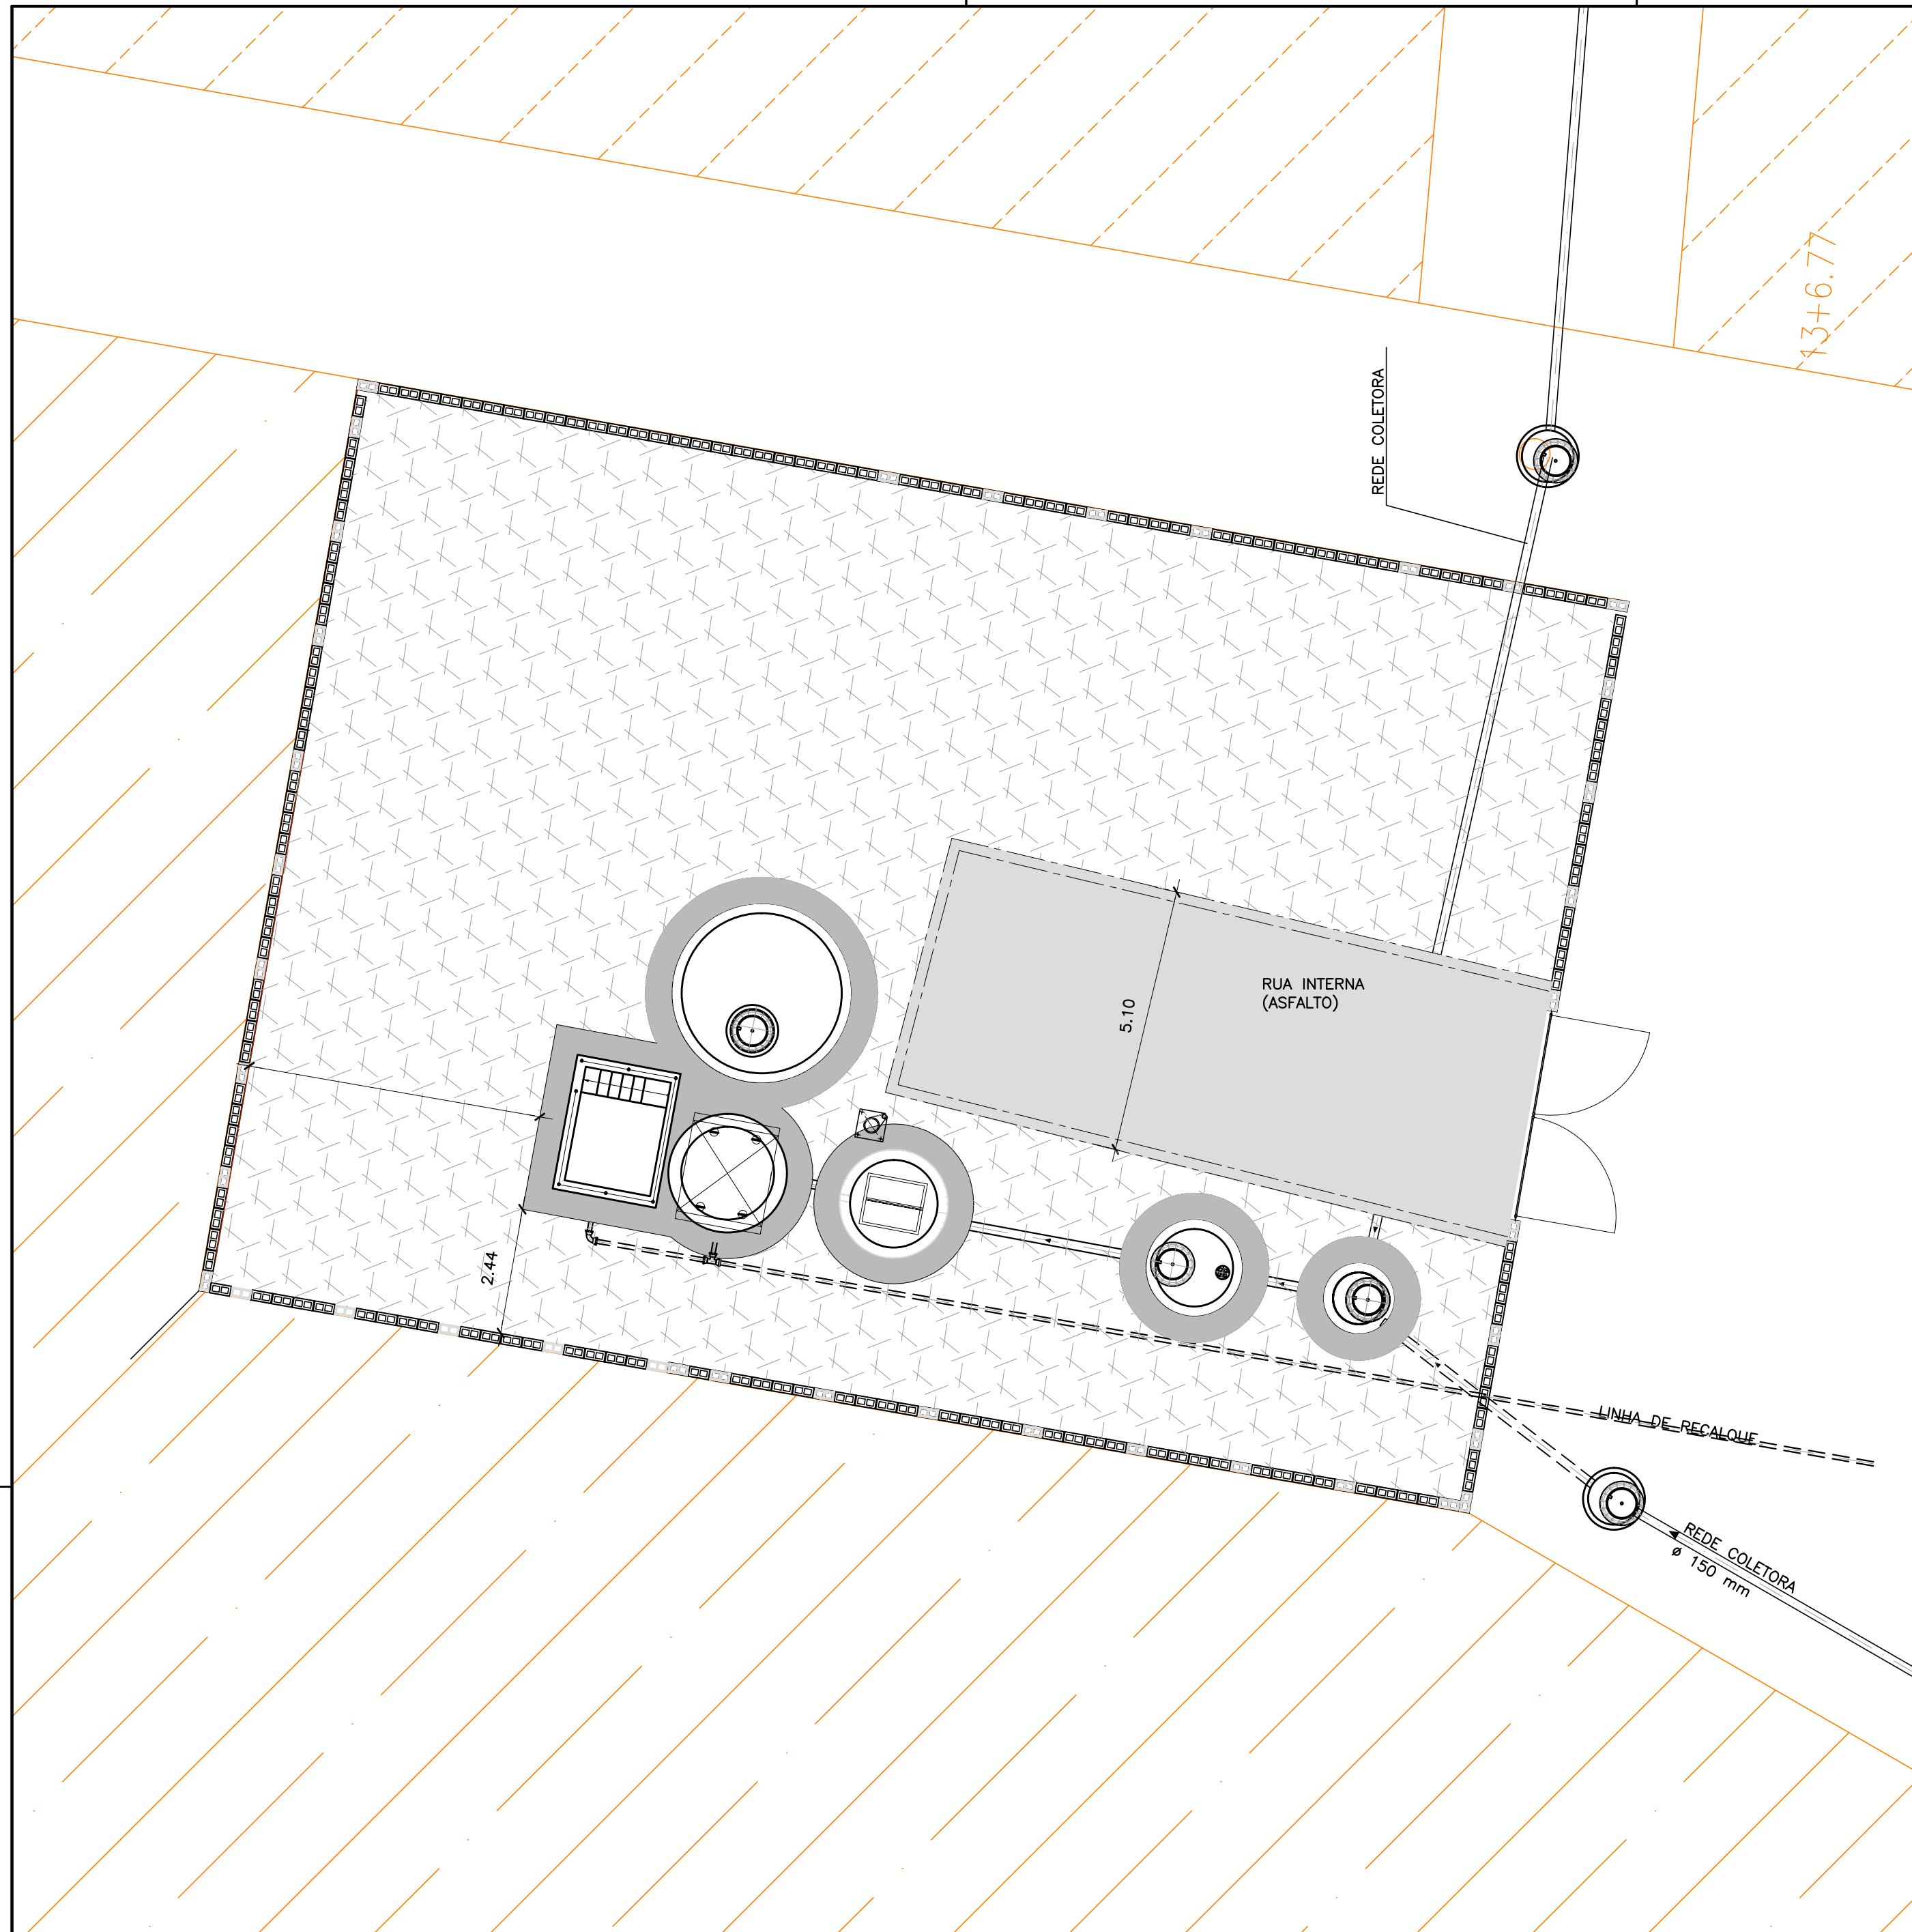 13+6.77
REDE COLETORA
RUA INTERNA
(ASFALTO)
5.10
2.44
LINHA DE RECALQUE
REDE COLETORA
ø 150 mm